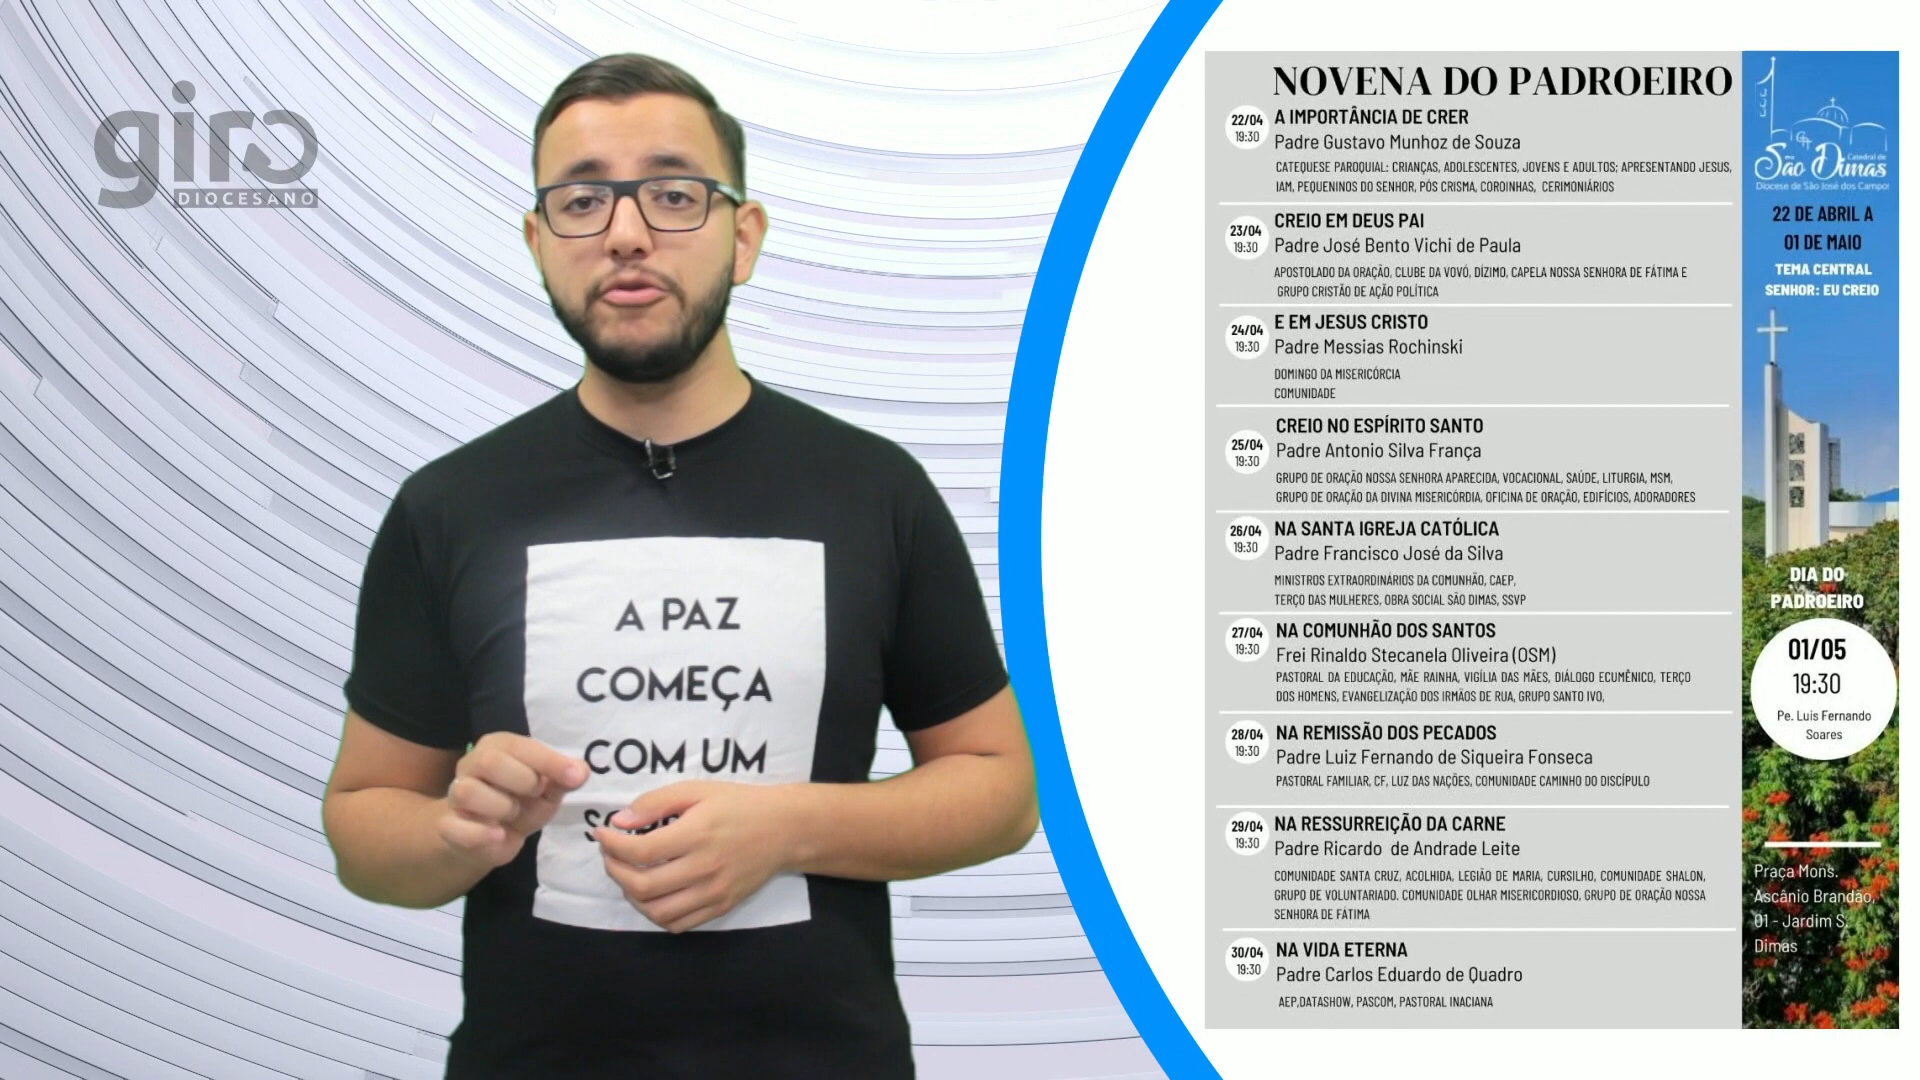 giro
DIOCESANO
A PAZ
COMEÇA
COM UM
NOVENA DO PADROEIRO
22/04
19:30
A IMPORTÂNCIA DE CRER
Padre Gustavo Munhoz de Souza
CATEQUESE PAROQUIAL: CRIANÇAS, ADOLESCENTES, JOVENS E ADULTOS; APRESENTANDO JESUS,
IAM, PEQUENINOS DO SENHOR, PÓS CRISMA, COROINHAS, CERIMONIÁRIOS
23/04
19:30
CREIO EM DEUS PAI
Padre José Bento Vichi de Paula
APOSTOLADO DA ORAÇÃO, CLUBE DA VOVÓ, DÍZIMO, CAPELA NOSSA SENHORA DE FÁTIMA E
GRUPO CRISTÃO DE AÇÃO POLÍTICA
24/04
19:30
E EM JESUS CRISTO
Padre Messias Rochinski
DOMINGO DA MISERICÓRCIA
COMUNIDADE
25/04
19:30
CREIO NO ESPÍRITO SANTO
Padre Antonio Silva França
GRUPO DE ORAÇÃO NOSSA SENHORA APARECIDA, VOCACIONAL, SAÚDE, LITURGIA, MSM,
GRUPO DE ORAÇÃO DA DIVINA MISERICÓRDIA, OFICINA DE ORAÇÃO, EDIFÍCIOS, ADORADORES
26/04
19:30
NA SANTA IGREJA CATÓLICA
Padre Francisco José da Silva
MINISTROS EXTRAORDINÁRIOS DA COMUNHÃO, CAEP,
TERÇO DAS MULHERES, OBRA SOCIAL SÃO DIMAS, SSVP
27/04
19:30
NA COMUNHÃO DOS SANTOS
Frei Rinaldo Stecanela Oliveira (OSM)
PASTORAL DA EDUCAÇÃO, MÃE RAINHA, VIGÍLIA DAS MÃES, DIÁLOGO ECUMÊNICO, TERÇO
DOS HOMENS, EVANGELIZAÇÃO DOS IRMÃOS DE RUA, GRUPO SANTO IVO,
28/04
19:30
NA REMISSÃO DOS PECADOS
Padre Luiz Fernando de Siqueira Fonseca
PASTORAL FAMILIAR, CF, LUZ DAS NAÇÕES, COMUNIDADE CAMINHO DO DISCÍPULO
29/04
19:30
NA RESSURREIÇÃO DA CARNE
Padre Ricardo de Andrade Leite
COMUNIDADE SANTA CRUZ, ACOLHIDA, LEGIÃO DE MARIA, CURSILHO, COMUNIDADE SHALON,
GRUPO DE VOLUNTARIADO. COMUNIDADE OLHAR MISERICORDIOSO, GRUPO DE ORAÇÃO NOSSA
SENHORA DE FÁTIMA
30/04
19:30
NA VIDA ETERNA
Padre Carlos Eduardo de Quadro
AEP,DATASHOW, PASCOM, PASTORAL INACIANA
Catedral de
São Dimas
Diocese de São José dos Campos
22 DE ABRIL A
01 DE MAIO
TEMA CENTRAL
SENHOR: EU CREIO
DIA DO
PADROEIRO
01/05
19:30
Pe. Luis Fernando
Soares
Praça Mons.
Ascânio Brandão,
01 - Jardim S.
Dimas